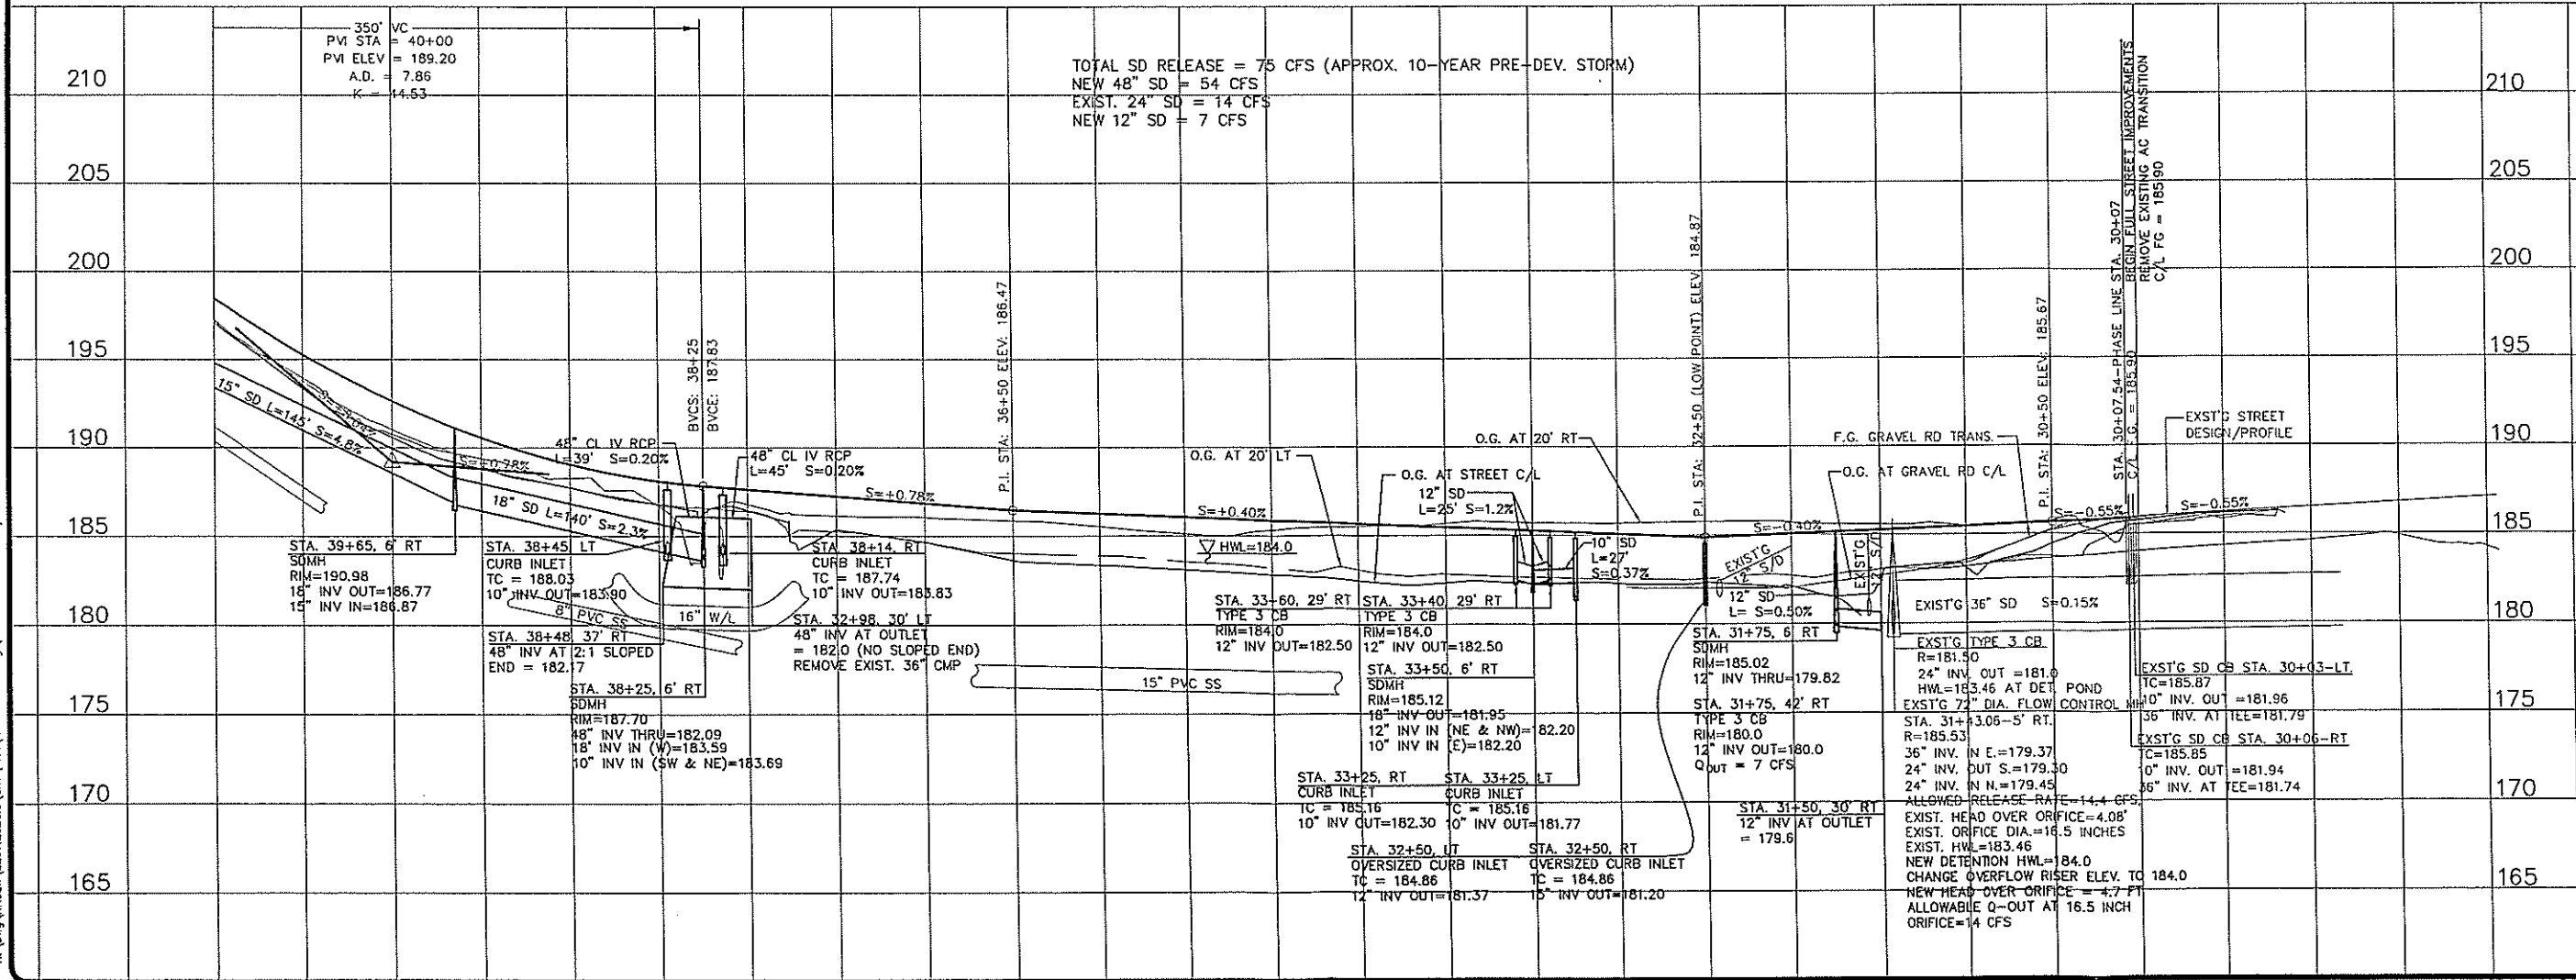 350' VC
PVI STA = 40+00
PVI ELEV = 189.20
A.D. = 7.86
K = 14.53
TOTAL SD RELEASE = 75 CFS (APPROX. 10-YEAR PRE-DEV. STORM)
NEW 48" SD = 54 CFS
EXIST. 24" SD = 14 CFS
NEW 12" SD = 7 CFS
210
205
200
195
190
185
180
175
170
165
210
205
200
195
190
185
180
175
170
165
15" SD L=145' S=4.8%
S=+0.78%
18" SD L=140' S=2.3%
48" CL IV RCP
L=39' S=0.20%
BVCS: 38+25
BVCE: 187.83
48" CL IV RCP
L=45' S=0.20%
S=+0.78%
P.I. STA: 36+50 ELEV: 186.47
S=+0.40%
HWL=184.0
O.G. AT 20' LT
O.G. AT STREET C/L
12" SD
L=25' S=1.2%
O.G. AT 20' RT
10" SD
L=27'
S=0.37%
P.I. STA: 32+50 (LOW POINT) ELEV 184.87
S=-0.40%
EXIST'G
12" S/D
12" SD
L= S=0.50%
EXIST'G
12" S/D
F.G. GRAVEL RD TRANS.
O.G. AT GRAVEL RD C/L
P.I. STA: 30+50 ELEV: 185.67
S=-0.55%
STA. 30+07.54-PHASE LINE STA. 30+07
C/L F.G = 185.90
BEGIN FULL STREET IMPROVEMENTS
REMOVE EXISTING AC TRANSITION
C/L FG = 185.90
S=-0.55%
EXST'G STREET
DESIGN/PROFILE
EXIST'G 36" SD S=0.15%
STA. 39+65, 6' RT
SDMH
RIM=190.98
18" INV OUT=186.77
15" INV IN=186.87
STA. 38+45, LT
CURB INLET
TC = 188.03
10" INV OUT=183.90
8" PVC SS
STA. 38+48, 37' RT
48" INV AT 2:1 SLOPED
END = 182.17
16" W/L
STA. 38+14, RT
CURB INLET
TC = 187.74
10" INV OUT=183.83
STA. 32+98, 30' LT
48" INV AT OUTLET
= 182.0 (NO SLOPED END)
REMOVE EXIST. 36" CMP
STA. 38+25, 6' RT
SDMH
RIM=187.70
48" INV THRU=182.09
18" INV IN (W)=183.59
10" INV IN (SW & NE)=183.69
15" PVC SS
STA. 33+60, 29' RT
TYPE 3 CB
RIM=184.0
12" INV OUT=182.50
STA. 33+40, 29' RT
TYPE 3 CB
RIM=184.0
12" INV OUT=182.50
STA. 33+50, 6' RT
SDMH
RIM=185.12
18" INV OUT=181.95
12" INV IN (NE & NW)=182.20
10" INV IN (E)=182.20
STA. 33+25, RT
CURB INLET
TC = 185.16
10" INV OUT=182.30
STA. 33+25, LT
CURB INLET
TC = 185.16
10" INV OUT=181.77
STA. 32+50, LT
OVERSIZED CURB INLET
TC = 184.86
12" INV OUT=181.37
STA. 32+50, RT
OVERSIZED CURB INLET
TC = 184.86
15" INV OUT=181.20
STA. 31+75, 6' RT
SDMH
RIM=185.02
12" INV THRU=179.82
STA. 31+75, 42' RT
TYPE 3 CB
RIM=180.0
12" INV OUT=180.0
QOUT = 7 CFS
STA. 31+50, 30' RT
12" INV AT OUTLET
= 179.6
EXST'G TYPE 3 CB
R=181.50
24" INV. OUT =181.0
HWL=183.46 AT DET. POND
EXST'G 72" DIA. FLOW CONTROL MH
STA. 31+13.06-5' RT.
R=185.53
36" INV. IN E.=179.37
24" INV. OUT S.=179.30
24" INV. IN N.=179.45
ALLOWED RELEASE RATE=14.4 CFS
EXIST. HEAD OVER ORIFICE=4.08'
EXIST. ORIFICE DIA.=16.5 INCHES
EXIST. HWL=183.46
NEW DETENTION HWL=184.0
CHANGE OVERFLOW RISER ELEV. TO 184.0
NEW HEAD OVER ORIFICE = 4.7 FT
ALLOWABLE Q-OUT AT 16.5 INCH
ORIFICE=14 CFS
EXST'G SD CB STA. 30+03-LT.
TC=185.87
10" INV. OUT =181.96
36" INV. AT TEE=181.79
EXST'G SD CB STA. 30+06-RT
TC=185.85
10" INV. OUT =181.94
36" INV. AT TEE=181.74